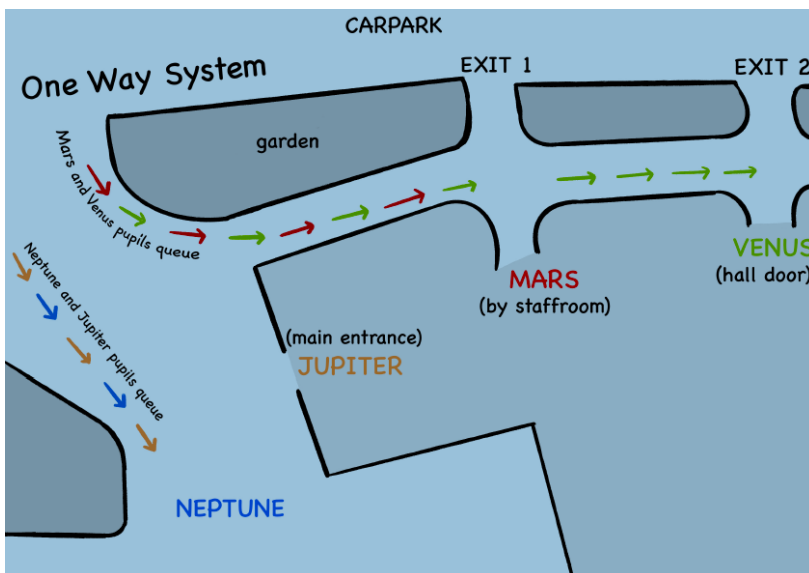 CARPARK
One Way System
EXIT 1
EXIT 2
garden
Mars and Venus pupils queue
Neptune and Jupiter pupils queue
MARS
(by staffroom)
VENUS
(hall door)
(main entrance)
JUPITER
NEPTUNE